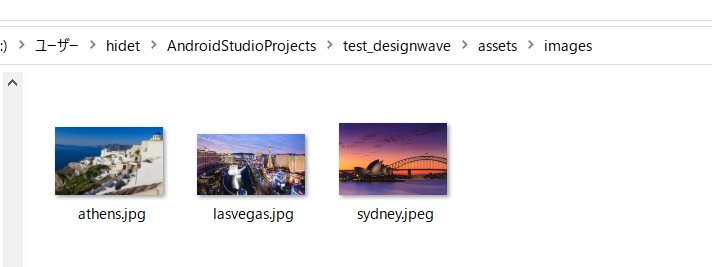 :) > ユーザー > hidet > AndroidStudioProjects > test_designwave > assets > images
athens.jpg lasvegas.jpg sydney.jpeg